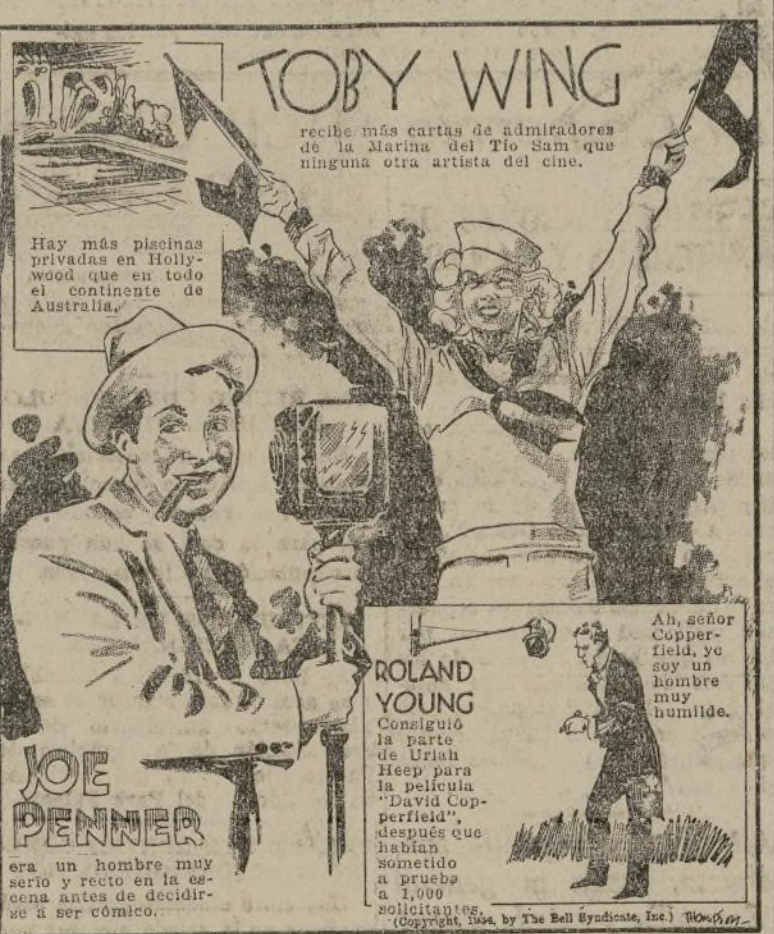 TOBY WING
recibe más cartas de admiradores
de la Marina del Tío Sam que
ninguna otra artista del cine.
Hay más piscinas
privadas en Holly-
wood que en todo
el continente de
Australia.
JOE
PENNER
era un hombre muy
serio y recto en la es-
cena antes de decidir-
se a ser cómico.
ROLAND
YOUNG
Consiguió
la parte
de Uriah
Heep para
la película
"David Cop-
perfield",
después que
habían
sometido
a prueba
a 1,000
solicitantes.
Ah, señor
Copper-
field, yo
soy un
hombre
muy
humilde.
(Copyright, 1934, by The Bell Syndicate, Inc.) Thompson